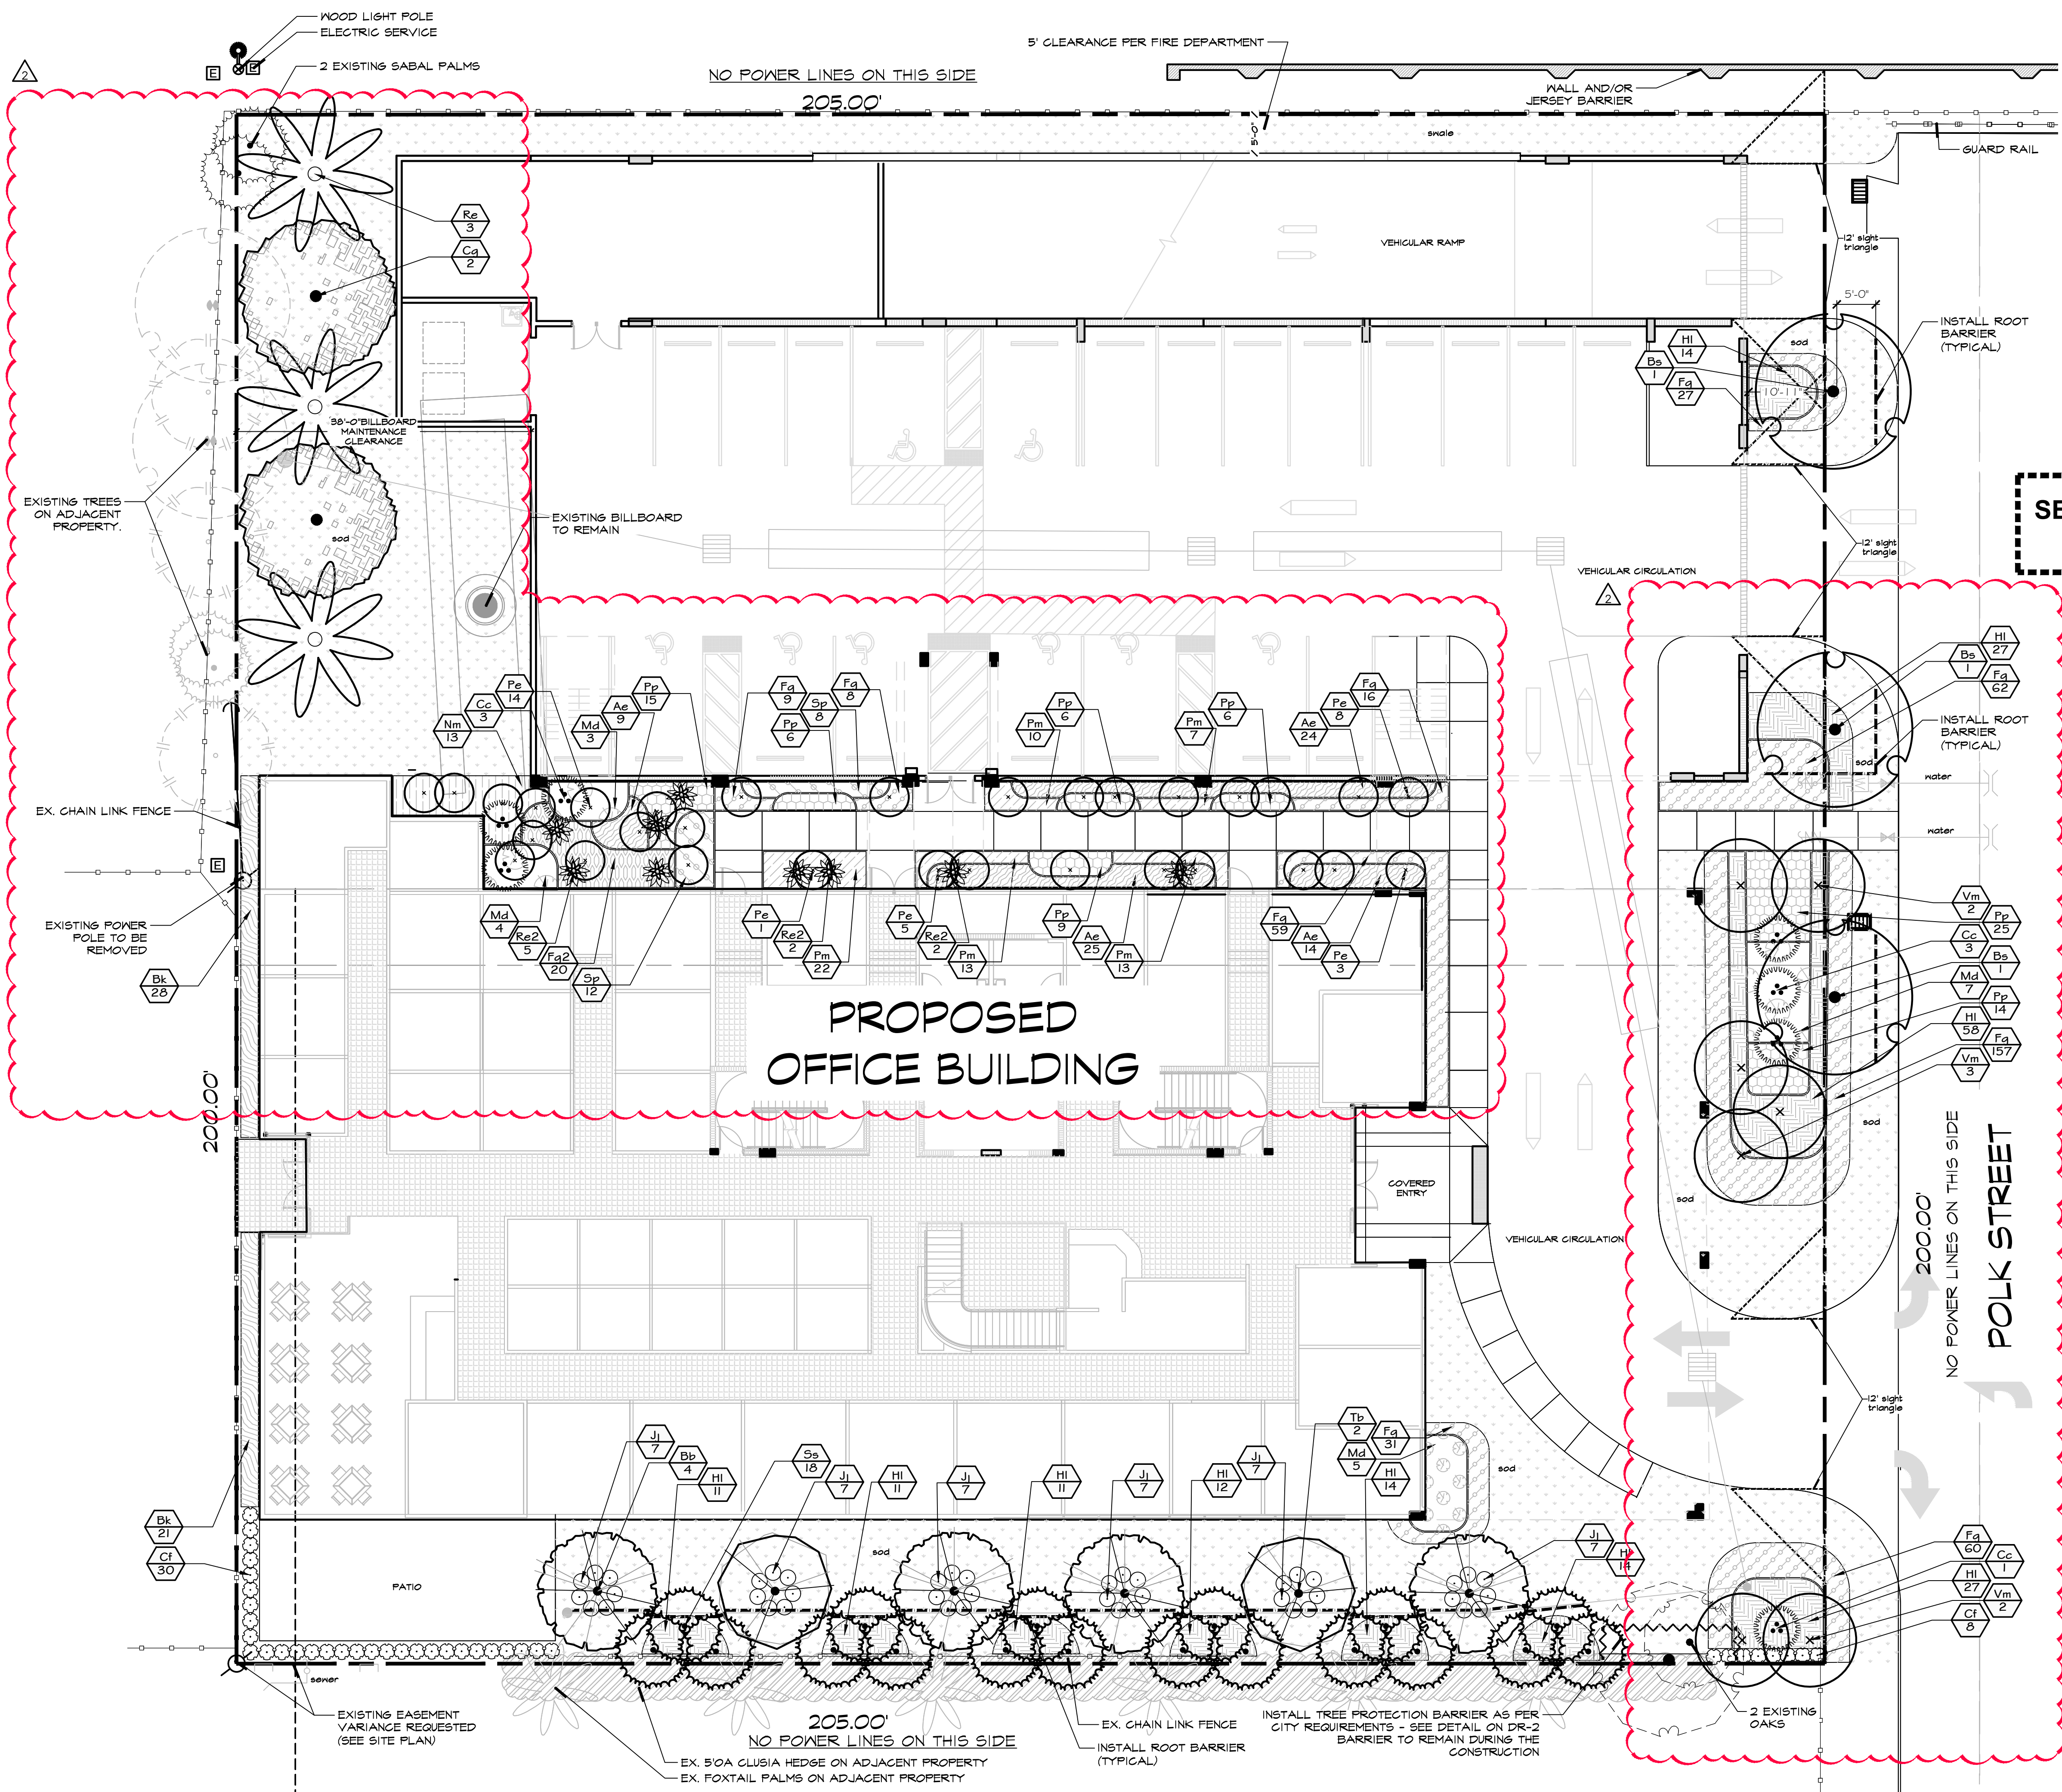 WOOD LIGHT POLE
ELECTRIC SERVICE
2 EXISTING SABAL PALMS
NO POWER LINES ON THIS SIDE
205.00'
5' CLEARANCE PER FIRE DEPARTMENT
WALL AND/OR
JERSEY BARRIER
2
E
E
5'-0"
swale
GUARD RAIL
Re
3
Cg
2
VEHICULAR RAMP
12' sight
triangle
5'-0"
INSTALL ROOT
BARRIER
(TYPICAL)
sod
Hl
14
Bs
1
Fg
27
10'-11"
38'-0"BILLBOARD
MAINTENANCE
CLEARANCE
EXISTING TREES
ON ADJACENT
PROPERTY.
sod
EXISTING BILLBOARD
TO REMAIN
SE
12' sight
triangle
VEHICULAR CIRCULATION
2
Nm
13
Cc
3
Pe
14
Md
3
Ae
9
Pp
15
Fg
9
Pp
6
Sp
8
Fg
8
Pm
10
Pp
6
Pm
7
Pp
6
Ae
24
Pe
8
Fg
16
Hl
27
Bs
1
Fg
62
INSTALL ROOT
BARRIER
(TYPICAL)
sod
water
water
EX. CHAIN LINK FENCE
E
EXISTING POWER
POLE TO BE
REMOVED
Bk
28
Md
4
Re2
5
Fg2
20
Sp
12
Pe
1
Re2
2
Pm
22
Pe
5
Re2
2
Pm
13
Pp
9
Ae
25
Pm
13
Fg
59
Ae
14
Pe
3
Vm
2
Pp
25
Cc
3
Bs
1
Md
7
Pp
14
Hl
58
Fg
157
Vm
3
PROPOSED
OFFICE BUILDING
200.00'
sod
sod
COVERED
ENTRY
VEHICULAR CIRCULATION
200.00'
NO POWER LINES ON THIS SIDE
POLK STREET
12' sight
triangle
Jj
7
Bb
4
Hl
11
Ss
18
Jj
7
Hl
11
Jj
7
Hl
11
Jj
7
Hl
12
Jj
7
Tb
2
Md
5
Fg
31
Hl
14
sod
Jj
7
Hl
14
Bk
21
Cf
30
PATIO
sod
Fg
60
Cc
1
Hl
27
Vm
2
Cf
8
sewer
EXISTING EASEMENT
VARIANCE REQUESTED
(SEE SITE PLAN)
205.00'
NO POWER LINES ON THIS SIDE
EX. 5'OA CLUSIA HEDGE ON ADJACENT PROPERTY
EX. FOXTAIL PALMS ON ADJACENT PROPERTY
EX. CHAIN LINK FENCE
INSTALL ROOT BARRIER
(TYPICAL)
INSTALL TREE PROTECTION BARRIER AS PER
CITY REQUIREMENTS - SEE DETAIL ON DR-2
BARRIER TO REMAIN DURING THE
CONSTRUCTION
2 EXISTING
OAKS